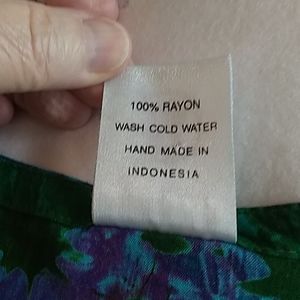 100% RAYON
WASH COLD WATER
HAND MADE IN
INDONESIA